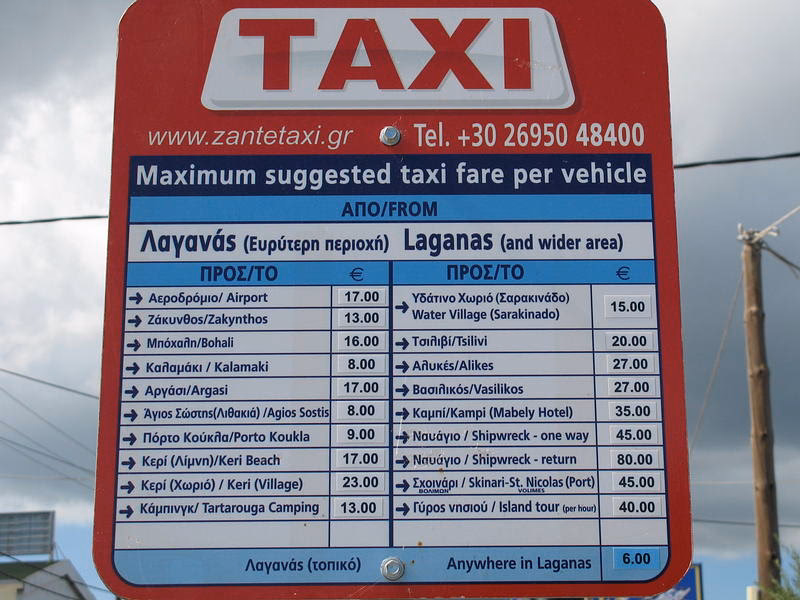 TAXI
www.zantetaxi.gr Tel. +30 26950 48400
Maximum suggested taxi fare per vehicle
ΑΠΟ/FROM
Λαγανάς (Ευρύτερη περιοχή) Laganas (and wider area)
ΠΡΟΣ/ΤΟ €
Αεροδρόμιο/ Airport 17.00
Ζάκυνθος/Zakynthos 13.00
Μπόχαλη/Bohali 16.00
Καλαμάκι / Kalamaki 8.00
Αργάσι/Argasi 17.00
Άγιος Σώστης(Λιθακιά) /Agios Sostis 8.00
Πόρτο Κούκλα/Porto Koukla 9.00
Κερί (Λίμνη)/Keri Beach 17.00
Κερί (Χωριό) / Keri (Village) 23.00
Κάμπινγκ/ Tartarouga Camping 13.00
ΠΡΟΣ/ΤΟ €
Υδάτινο Χωριό (Σαρακινάδο)
Water Village (Sarakinado) 15.00
Τσιλιβί/Tsilivi 20.00
Αλυκές/Alikes 27.00
Βασιλικός/Vasilikos 27.00
Καμπί/Kampi (Mabely Hotel) 35.00
Ναυάγιο / Shipwreck - one way 45.00
Ναυάγιο / Shipwreck - return 80.00
Σχοινάρι / Skinari-St. Nicolas (Port) 45.00
ΒΟΛΙΜΩΝ VOLIMES
Γύρος νησιού / Island tour (per hour) 40.00
Λαγανάς (τοπικό) Anywhere in Laganas 6.00